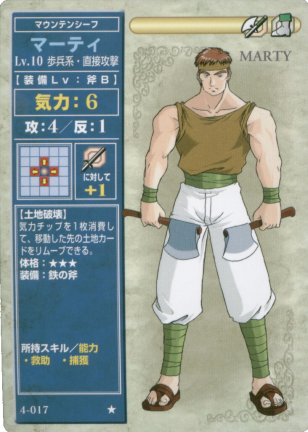 マウンテンシーフ
マーティ
Lv.10 歩兵系・直接攻撃
【装備Lv：斧B】
気力：6
攻：4／反：1
に対して
+1
【土地破壊】
気力チップを1枚消費し
て、移動した先の土地カー
ドをリムーブできる。
体格：★★★
装備：鉄の斧
所持スキル／能力
・救助 ・捕獲
4-017 ★
MARTY